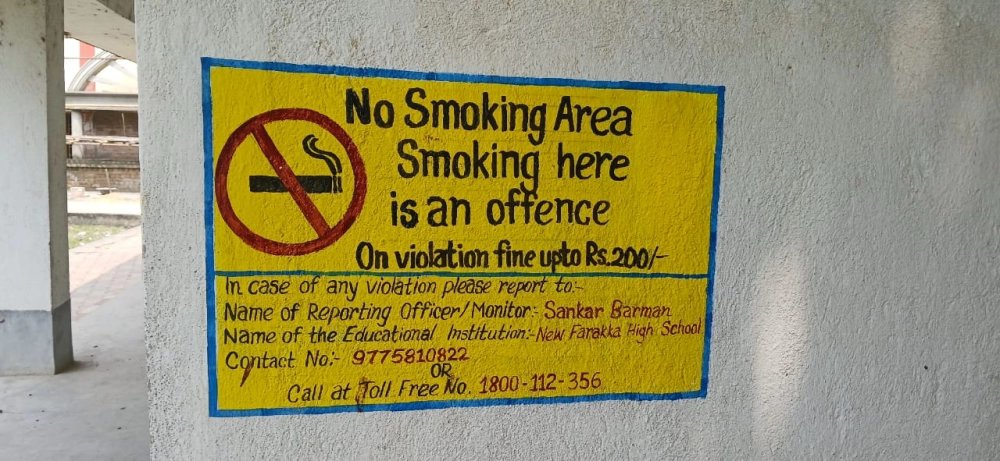 No Smoking Area
Smoking here
is an offence
On violation fine upto Rs.200/-
In case of any violation please report to:-
Name of Reporting Officer/Monitor:- Sankar Barman
Name of the Educational Institution:- New Farakka High School
Contact No:- 9775810822
OR
Call at Toll Free No. 1800-112-356